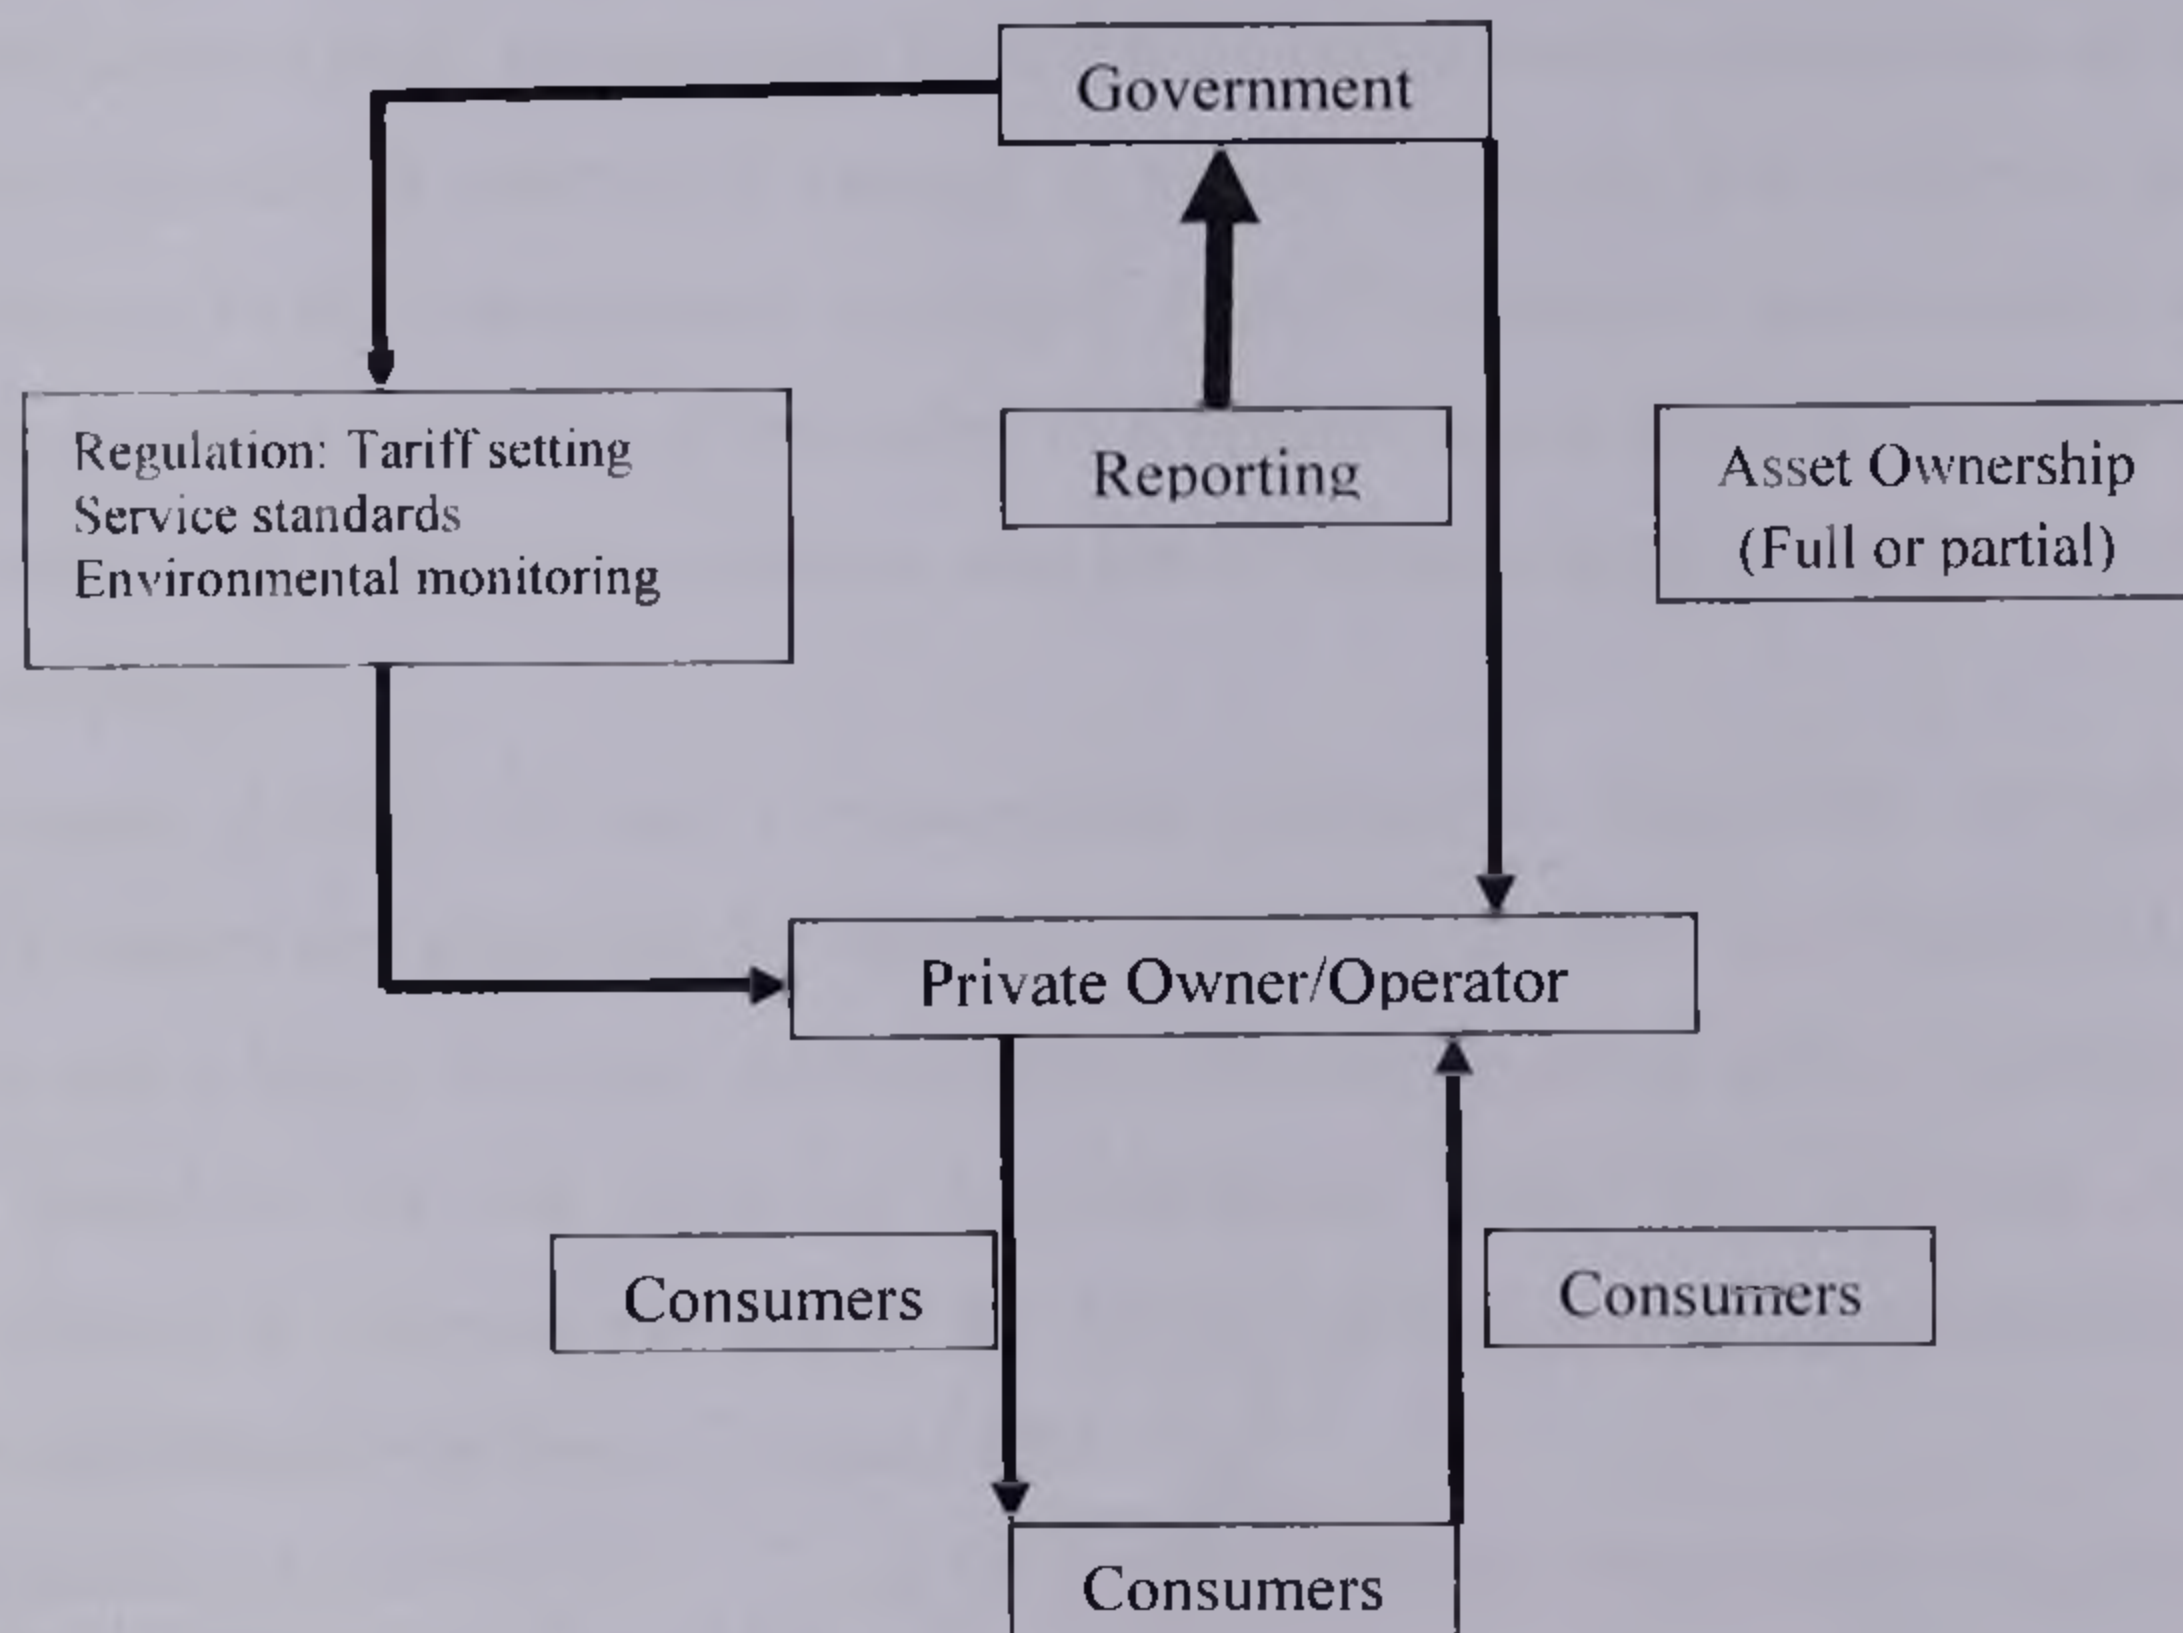 Government
Regulation: Tariff setting
Service standards
Environmental monitoring
Reporting
Asset Ownership
(Full or partial)
Private Owner/Operator
Consumers
Consumers
Consumers